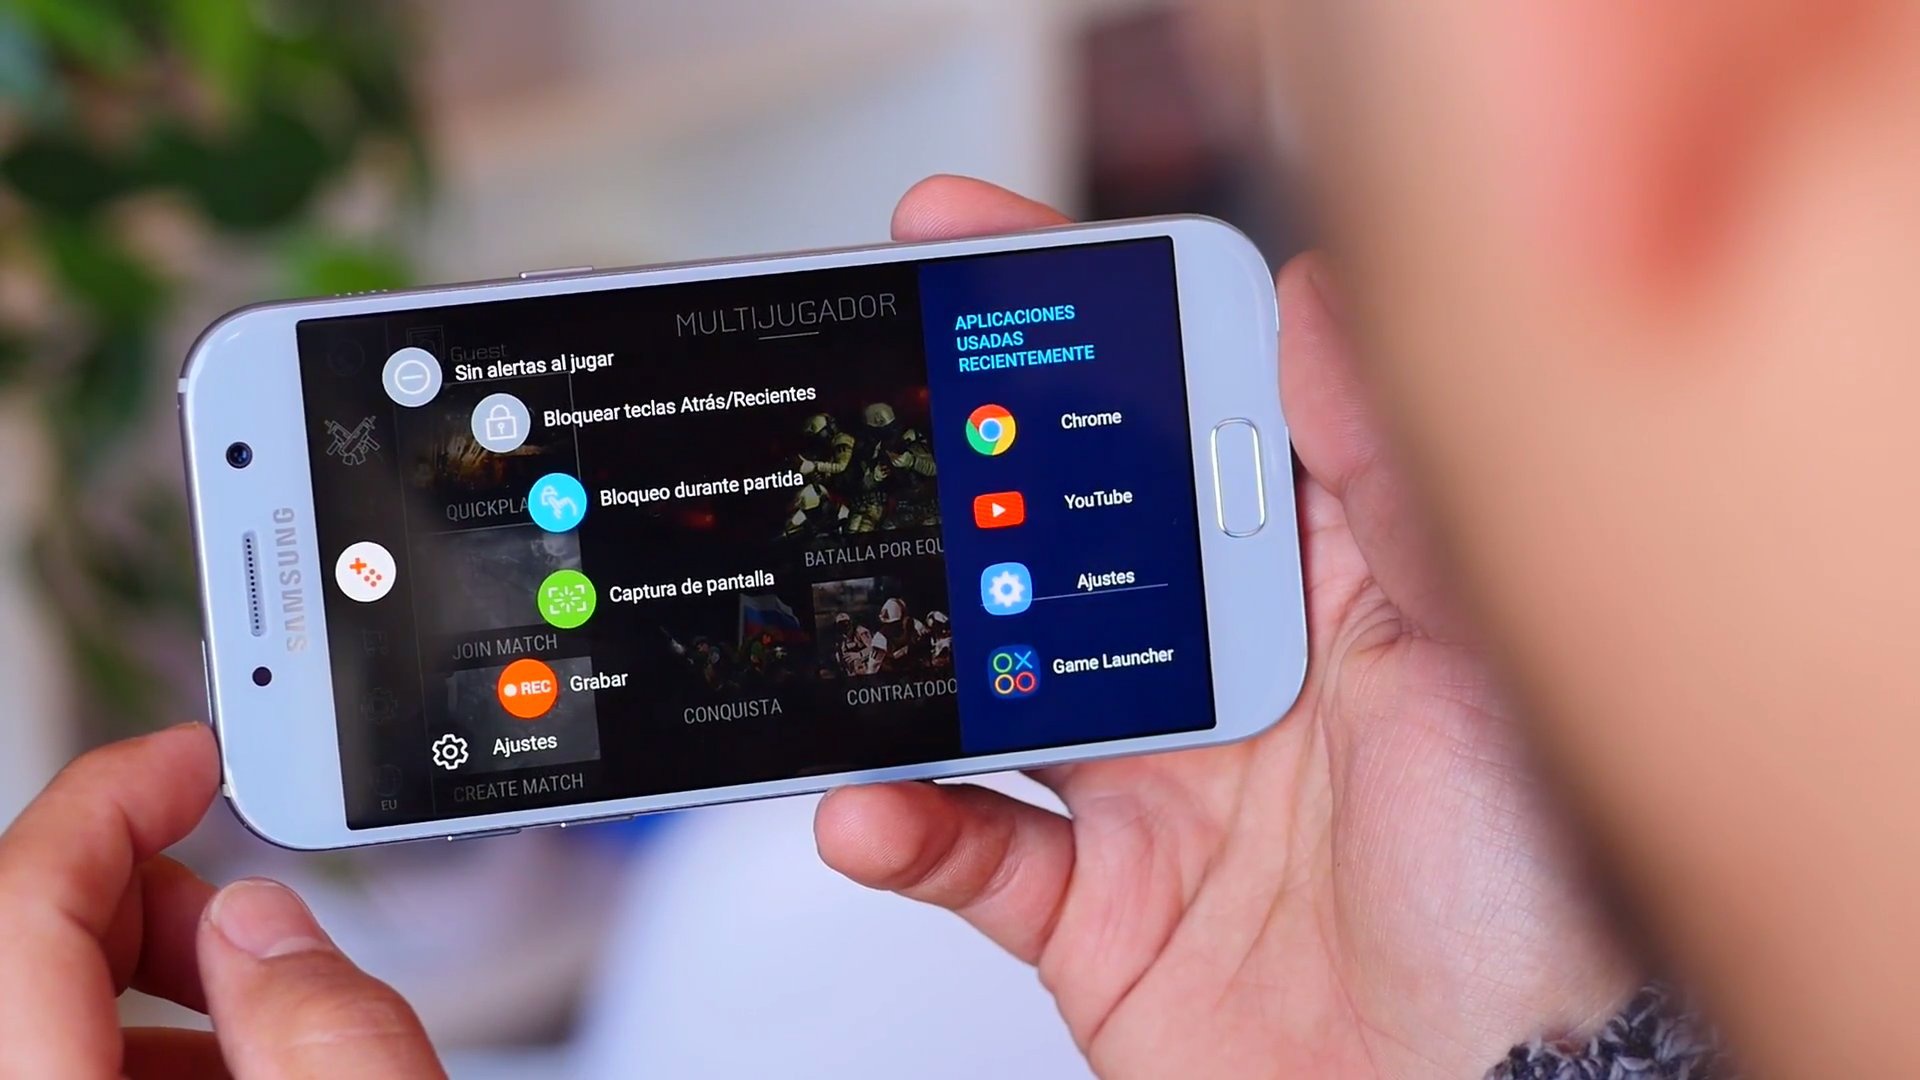 SAMSUNG
MULTIJUGADOR
Guest
Sin alertas al jugar
Bloquear teclas Atrás/Recientes
QUICKPLA
Bloqueo durante partida
BATALLA POR EQU
Captura de pantalla
JOIN MATCH
REC
Grabar
CONQUISTA
CONTRATODO
Ajustes
CREATE MATCH
EU
APLICACIONES
USADAS
RECIENTEMENTE
Chrome
YouTube
Ajustes
Game Launcher